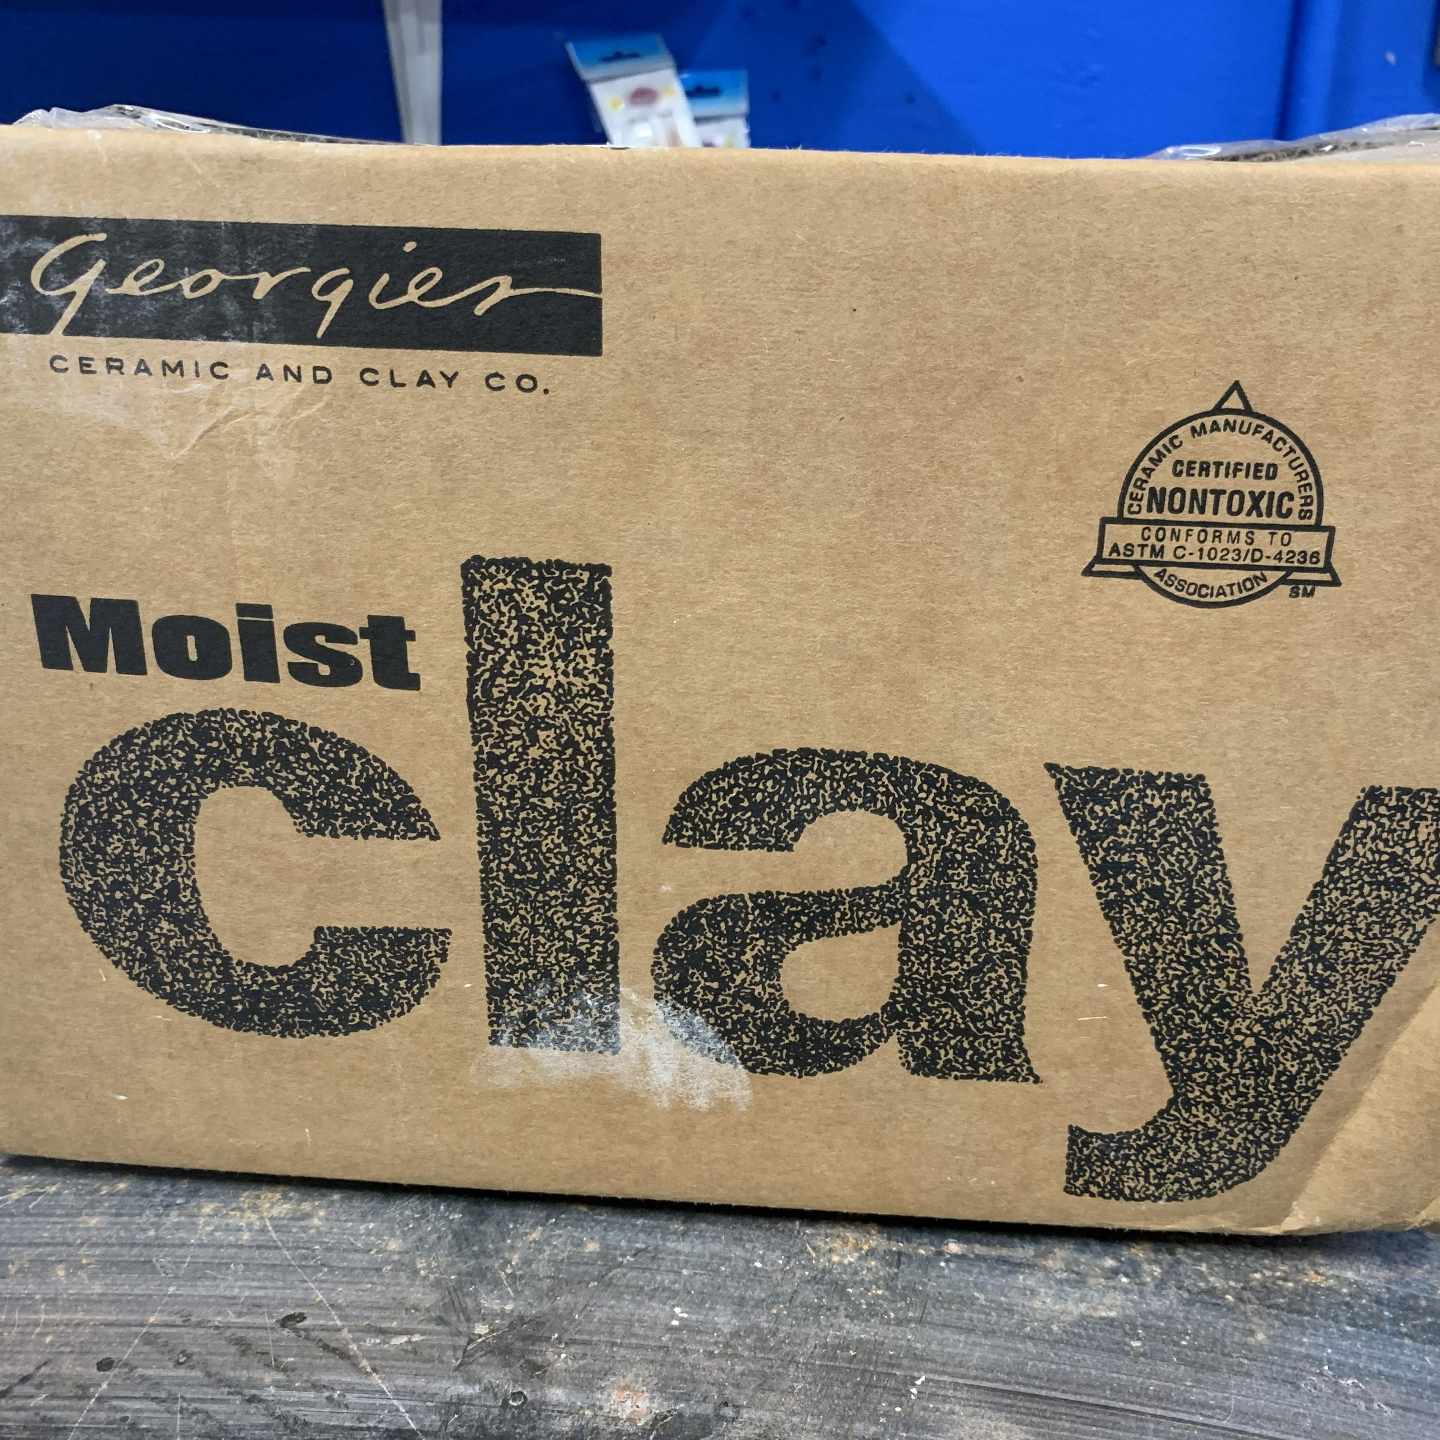 Georgies
CERAMIC AND CLAY CO.
CERAMIC MANUFACTURERS
CERTIFIED
NONTOXIC
CONFORMS TO
ASTM C-1023/D-4236
ASSOCIATION
SM
Moist
clay